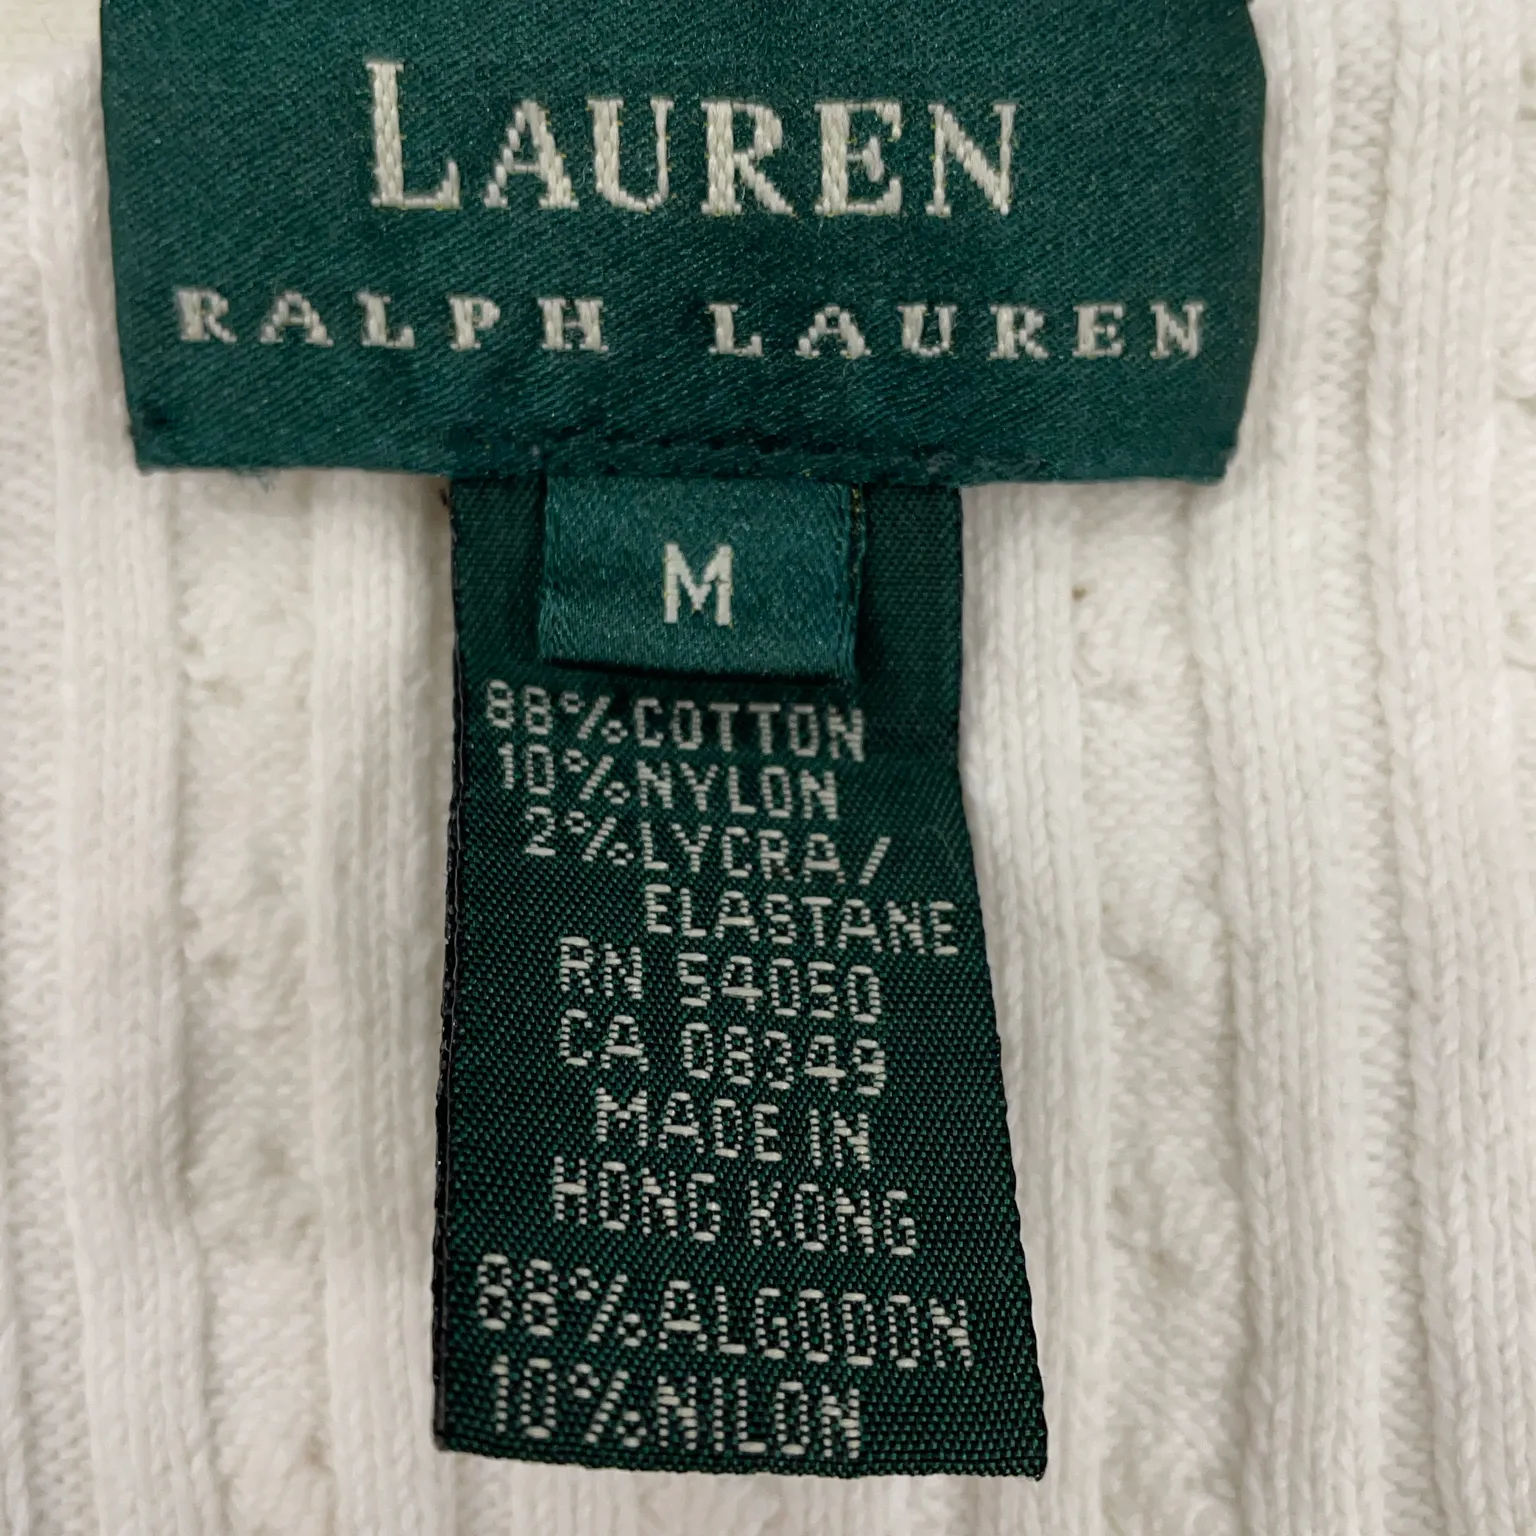 LAUREN
RALPH LAUREN
M
88%COTTON
10%NYLON
2%LYCRA/
ELASTANE
RN 54050
CA 08349
MADE IN
HONG KONG
88%ALGODON
10%NILON